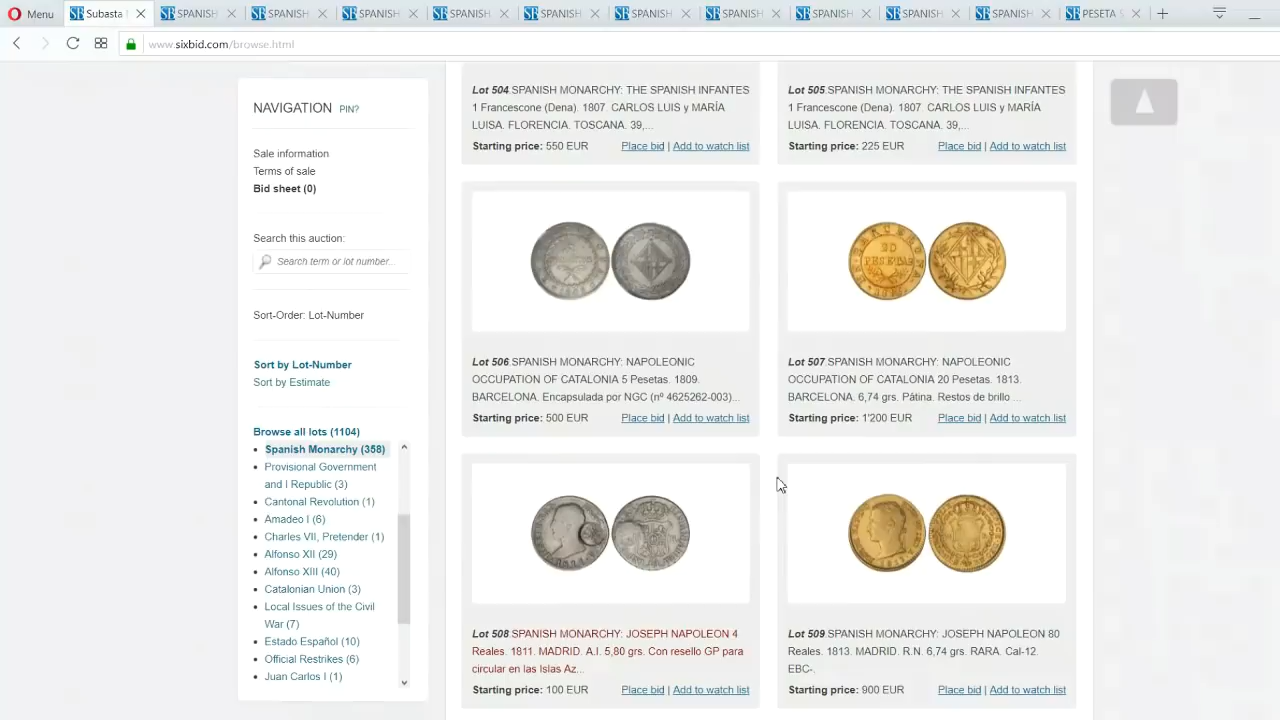 Menu
Subasta
SPANISH
SPANISH
SPANISH
SPANISH
SPANISH
SPANISH
SPANISH
SPANISH
SPANISH
SPANISH
PESETA S
www.sixbid.com/browse.html
NAVIGATION PIN?
Sale information
Terms of sale
Bid sheet (0)
Search this auction:
Search term or lot number...
Sort-Order: Lot-Number
Sort by Lot-Number
Sort by Estimate
Browse all lots (1104)
Spanish Monarchy (358)
Provisional Government
and I Republic (3)
Cantonal Revolution (1)
Amadeo I (6)
Charles VII, Pretender (1)
Alfonso XII (29)
Alfonso XIII (40)
Catalonian Union (3)
Local Issues of the Civil
War (7)
Estado Español (10)
Official Restrikes (6)
Juan Carlos I (1)
Lot 504 SPANISH MONARCHY: THE SPANISH INFANTES
1 Francescone (Dena). 1807. CARLOS LUIS y MARÍA
LUISA. FLORENCIA. TOSCANA. 39,...
Starting price: 550 EUR Place bid | Add to watch list
Lot 505 SPANISH MONARCHY: THE SPANISH INFANTES
1 Francescone (Dena). 1807. CARLOS LUIS y MARÍA
LUISA. FLORENCIA. TOSCANA. 39,...
Starting price: 225 EUR Place bid | Add to watch list
20
PESETAS
Lot 506 SPANISH MONARCHY: NAPOLEONIC
OCCUPATION OF CATALONIA 5 Pesetas. 1809.
BARCELONA. Encapsulada por NGC (nº 4625262-003)...
Starting price: 500 EUR Place bid | Add to watch list
Lot 507 SPANISH MONARCHY: NAPOLEONIC
OCCUPATION OF CATALONIA 20 Pesetas. 1813.
BARCELONA. 6,74 grs. Pátina. Restos de brillo ...
Starting price: 1'200 EUR Place bid | Add to watch list
Lot 508 SPANISH MONARCHY: JOSEPH NAPOLEON 4
Reales. 1811. MADRID. A.I. 5,80 grs. Con resello GP para
circular en las Islas Az...
Starting price: 100 EUR Place bid | Add to watch list
Lot 509 SPANISH MONARCHY: JOSEPH NAPOLEON 80
Reales. 1813. MADRID. R.N. 6,74 grs. RARA. Cal-12.
EBC-.
Starting price: 900 EUR Place bid | Add to watch list